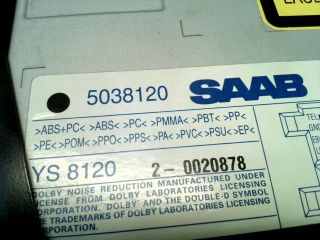 5038120 SAAB
>ABS+PC< >ABS< >PC< >PMMA< >PBT< >PP<
>PE< >POM< >PPO< >PPS< >PA< >PVC< >PSU< >EP<
YS 8120 2-0020878
DOLBY NOISE REDUCTION MANUFACTURED UNDER
LICENSE FROM DOLBY LABORATORIES LICENSING
CORPORATION. 'DOLBY' AND THE DOUBLE-D SYMBOL
TRADEMARKS OF DOLBY LABORATORIES LICENSING